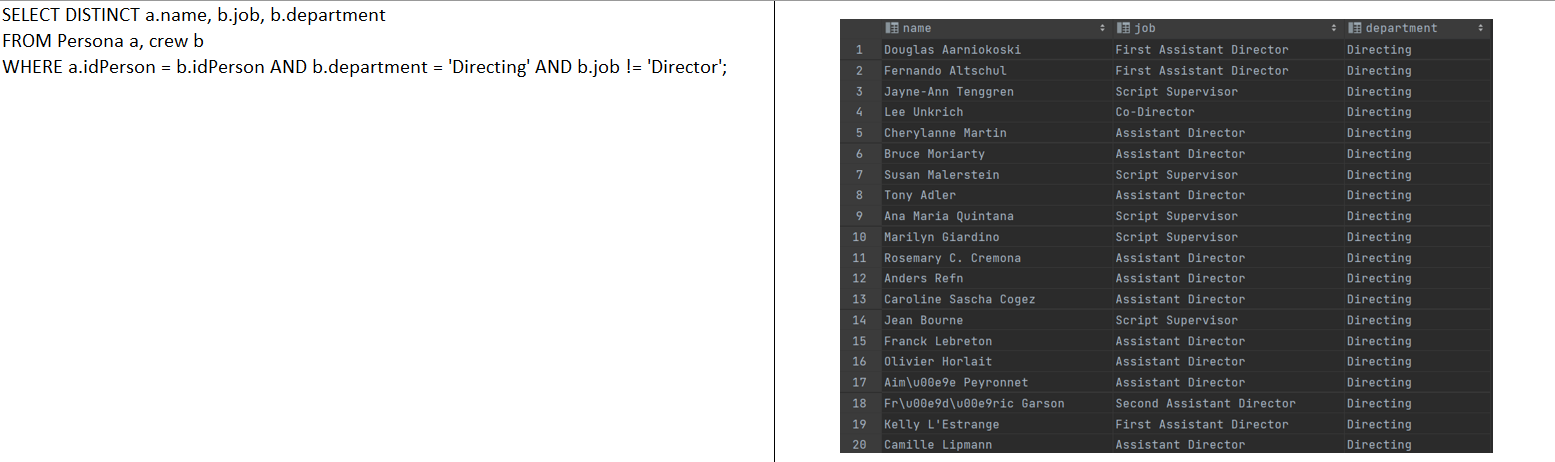 SELECT DISTINCT a.name, b.job, b.department
FROM Persona a, crew b
WHERE a.idPerson = b.idPerson AND b.department = 'Directing' AND b.job != 'Director';
name job department
1 Douglas Aarniokoski First Assistant Director Directing
2 Fernando Altschul First Assistant Director Directing
3 Jayne-Ann Tenggren Script Supervisor Directing
4 Lee Unkrich Co-Director Directing
5 Cherylanne Martin Assistant Director Directing
6 Bruce Moriarty Assistant Director Directing
7 Susan Malerstein Script Supervisor Directing
8 Tony Adler Assistant Director Directing
9 Ana Maria Quintana Script Supervisor Directing
10 Marilyn Giardino Script Supervisor Directing
11 Rosemary C. Cremona Assistant Director Directing
12 Anders Refn Assistant Director Directing
13 Caroline Sascha Cogez Assistant Director Directing
14 Jean Bourne Script Supervisor Directing
15 Franck Lebreton Assistant Director Directing
16 Olivier Horlait Assistant Director Directing
17 Aim\u00e9e Peyronnet Assistant Director Directing
18 Fr\u00e9d\u00e9ric Garson Second Assistant Director Directing
19 Kelly L'Estrange First Assistant Director Directing
20 Camille Lipmann Assistant Director Directing